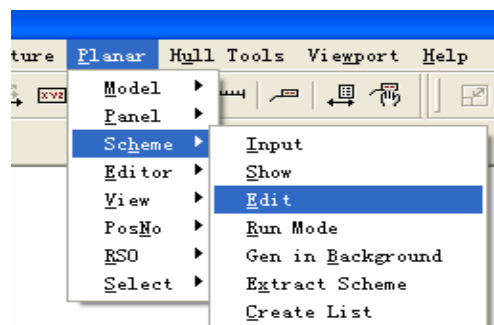 ture Planar Hull Tools Viewport Help
XYZ
Model
Panel
Scheme
Input
Editor
Show
View
Edit
PosNo
Run Mode
RSO
Gen in Background
Select
Extract Scheme
Create List